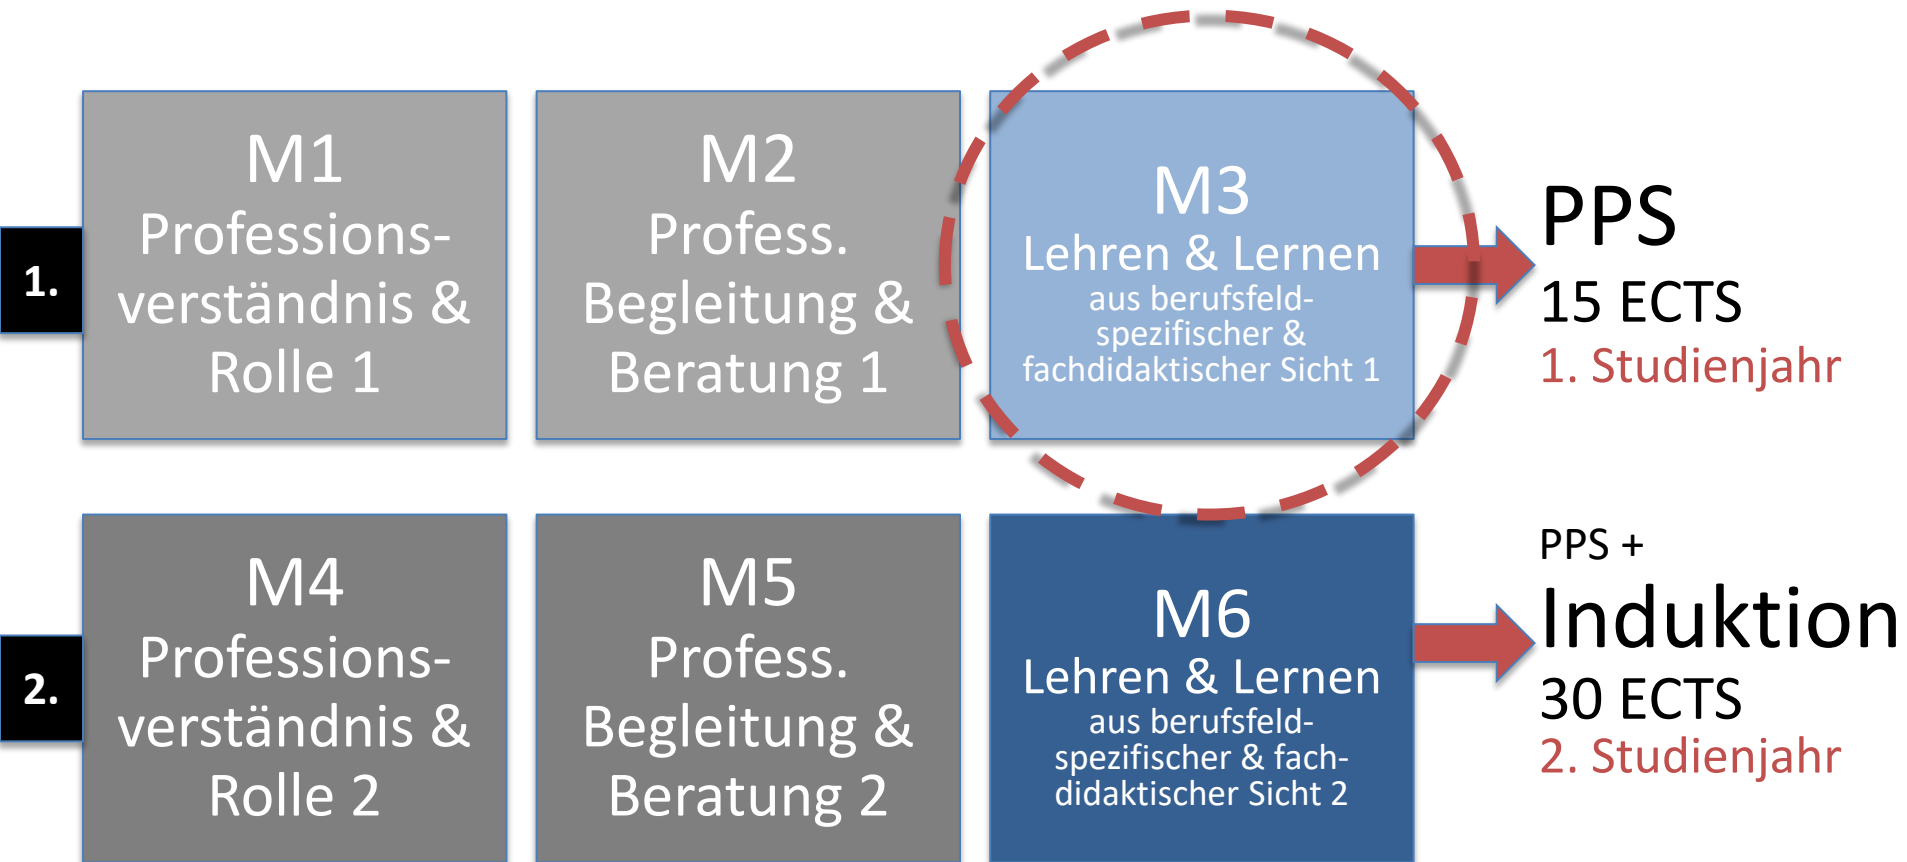 1.
M1
Professions-
verständnis &
Rolle 1
M2
Profess.
Begleitung &
Beratung 1
M3
Lehren & Lernen
aus berufsfeld-
spezifischer &
fachdidaktischer Sicht 1
PPS
15 ECTS
1. Studienjahr
2.
M4
Professions-
verständnis &
Rolle 2
M5
Profess.
Begleitung &
Beratung 2
M6
Lehren & Lernen
aus berufsfeld-
spezifischer & fach-
didaktischer Sicht 2
PPS +
Induktion
30 ECTS
2. Studienjahr